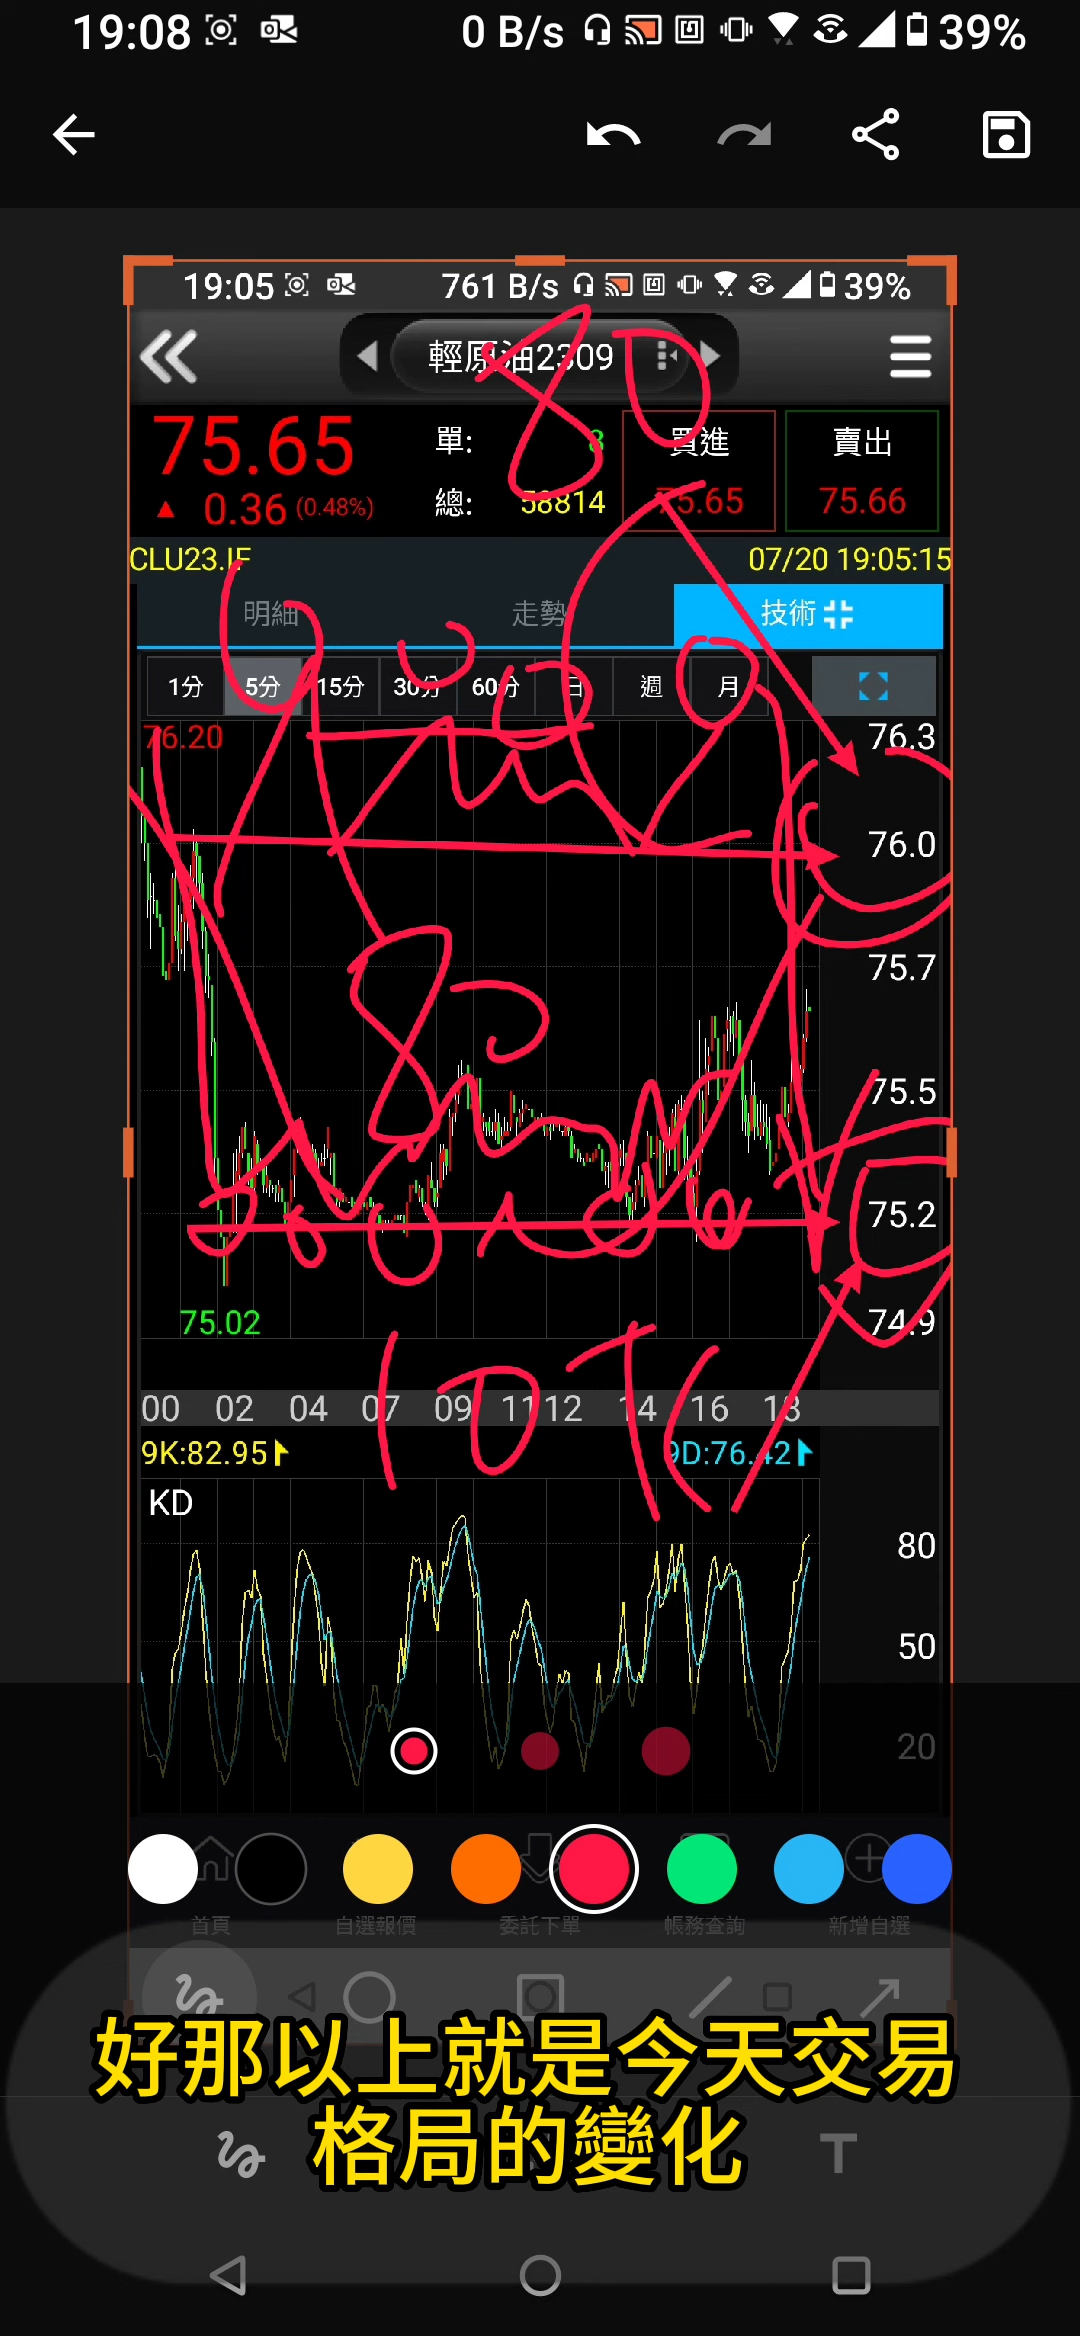 19:08 0 B/s 39%
19:05 761 B/s 39%
輕原油2309
75.65 單: 8 買進 賣出
▲ 0.36 (0.48%) 總: 58814 75.65 75.66
CLU23.IF 07/20 19:05:15
明細 走勢 技術
1分 5分 15分 30分 60分 日 週 月
80
76.20
76.3
76.0
75.7
75.5
75.2
74.9
75.02
00 02 04 07 09 11 12 14 16 18
9K:82.95 9D:76.42
KD
80
50
20
首頁 自選報價 委託下單 帳務查詢 新增自選
好那以上就是今天交易
格局的變化
T